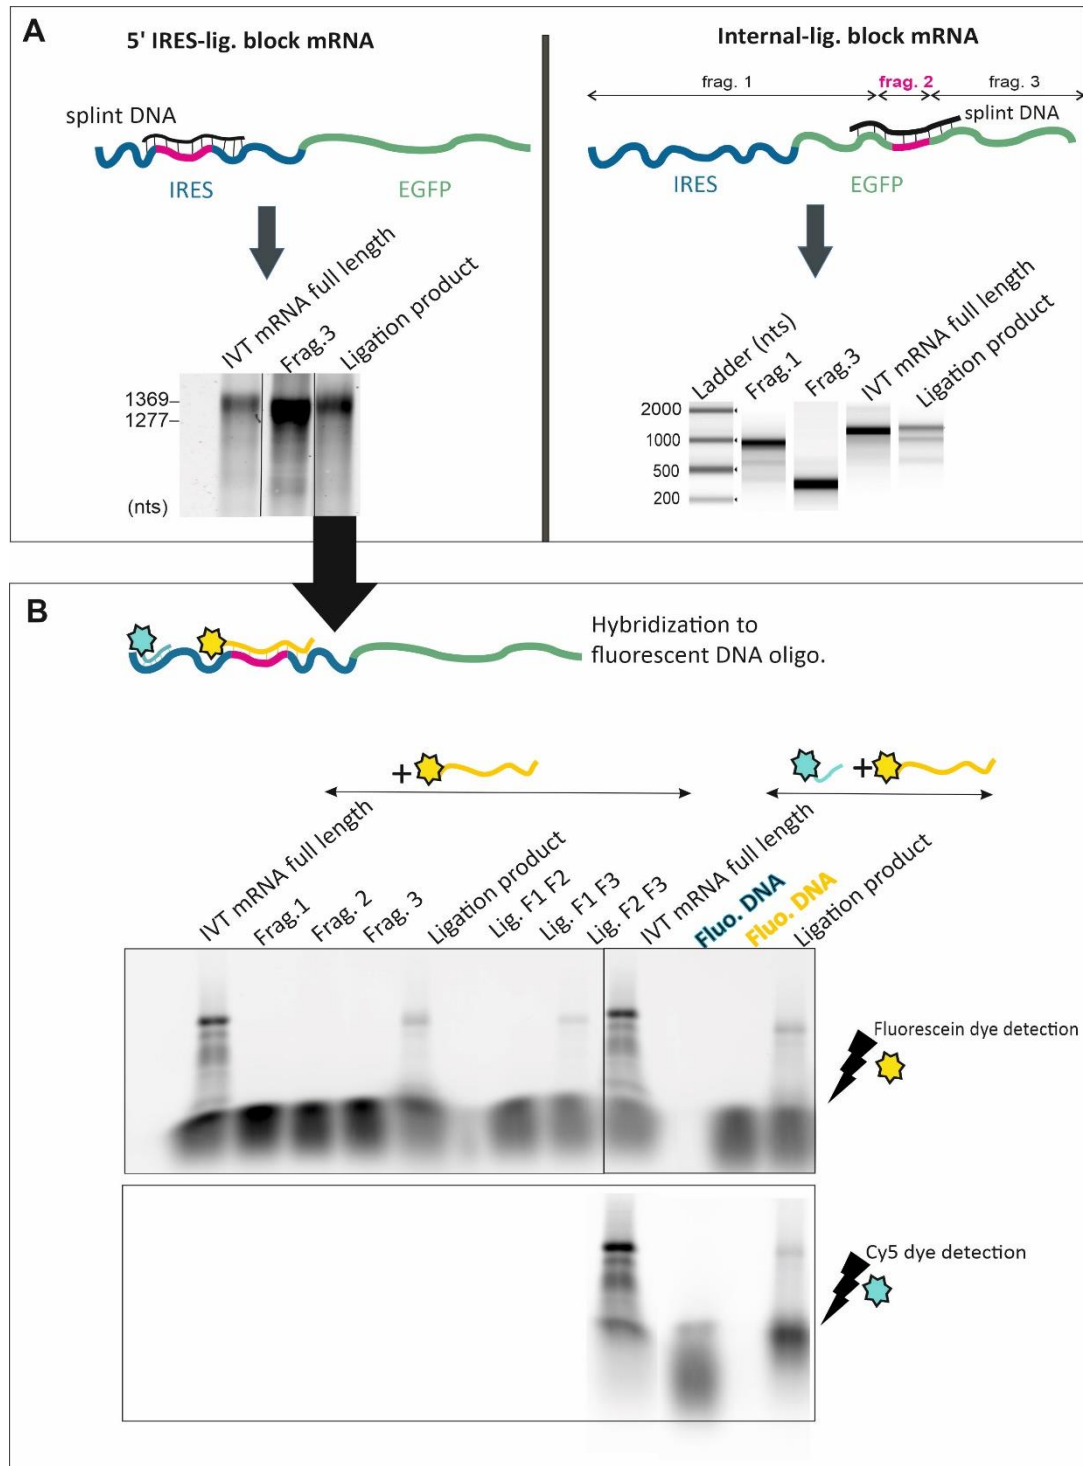 A
5' IRES-lig. block mRNA
splint DNA
IRES
EGFP
IVT mRNA full length
Frag.3
Ligation product
1369
1277
(nts)
Internal-lig. block mRNA
frag. 1
frag. 2
frag. 3
splint DNA
IRES
EGFP
Ladder (nts)
Frag.1
Frag.3
IVT mRNA full length
Ligation product
2000
1000
500
200
B
Hybridization to
fluorescent DNA oligo.
+
+
IVT mRNA full length
Frag.1
Frag. 2
Frag. 3
Ligation product
Lig. F1 F2
Lig. F1 F3
Lig. F2 F3
IVT mRNA full length
Fluo. DNA
Fluo. DNA
Ligation product
Fluorescein dye detection
Cy5 dye detection